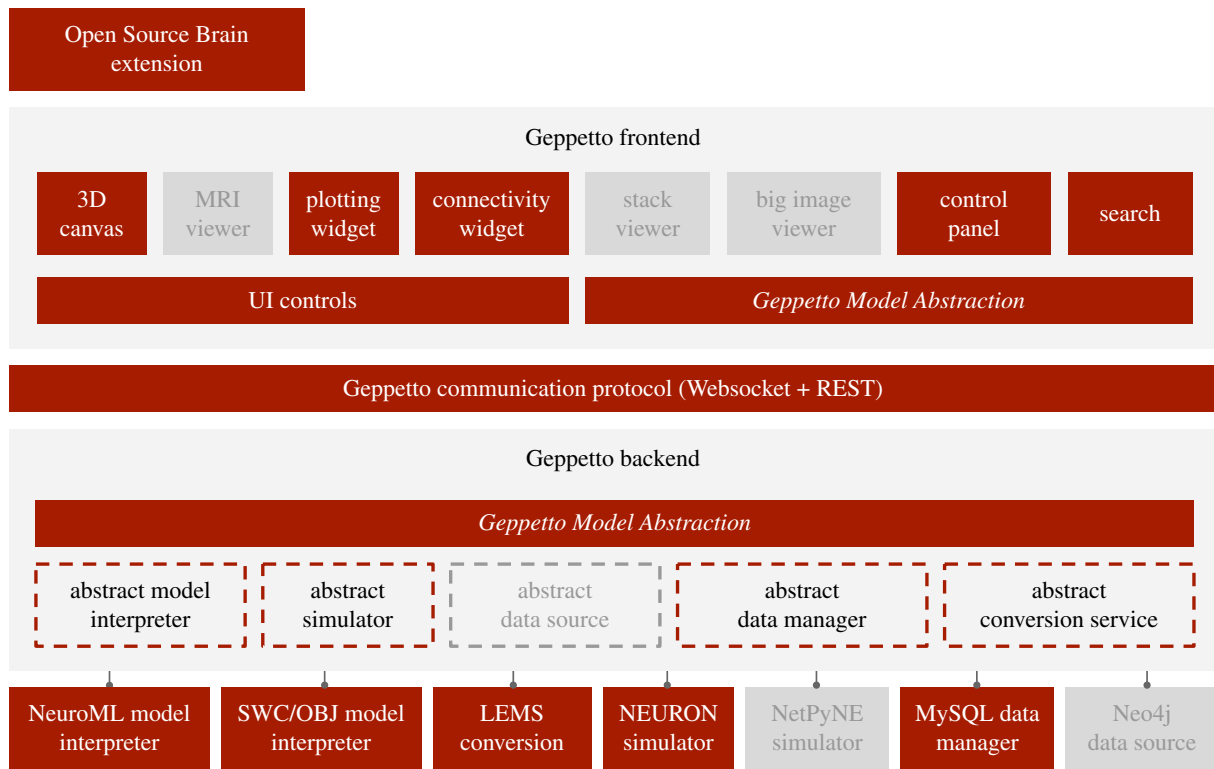 Open Source Brain
extension
Geppetto frontend
3D
canvas
MRI
viewer
plotting
widget
connectivity
widget
stack
viewer
big image
viewer
control
panel
search
UI controls
Geppetto Model Abstraction
Geppetto communication protocol (Websocket + REST)
Geppetto backend
Geppetto Model Abstraction
abstract model
interpreter
abstract
simulator
abstract
data source
abstract
data manager
abstract
conversion service
NeuroML model
interpreter
SWC/OBJ model
interpreter
LEMS
conversion
NEURON
simulator
NetPyNE
simulator
MySQL data
manager
Neo4j
data source